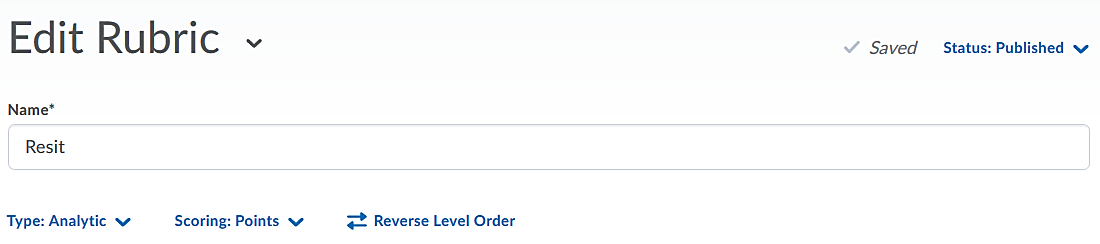 Edit Rubric
Saved Status: Published
Name*
Resit
Type: Analytic Scoring: Points Reverse Level Order